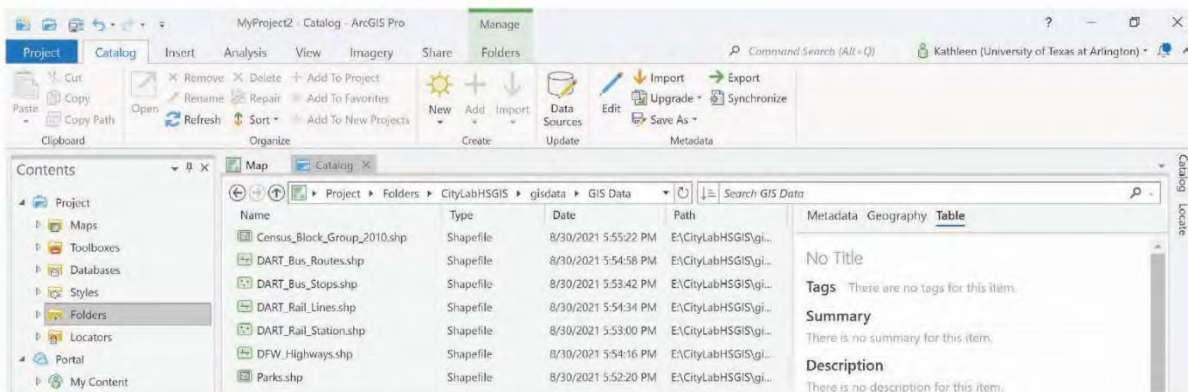 MyProject2 - Catalog - ArcGIS Pro
Manage
?
Project Catalog Insert Analysis View Imagery Share Folders
Command Search (Alt+Q)
Kathleen (University of Texas at Arlington)
Paste
Cut
Copy
Copy Path
Clipboard
Open
Remove Delete Add To Project
Rename Repair Add To Favorites
Refresh Sort Add To New Projects
Organize
New Add Import
Create
Data Sources
Update
Edit
Import Export
Upgrade Synchronize
Save As
Metadata
Contents
Project
Maps
Toolboxes
Databases
Styles
Folders
Locators
Portal
My Content
Map Catalog
Project Folders CityLabHSGIS gisdata GIS Data
Search GIS Data
Name Type Date Path
Census_Block_Group_2010.shp Shapefile 8/30/2021 5:55:22 PM E:\CityLabHSGIS\gi...
DART_Bus_Routes.shp Shapefile 8/30/2021 5:54:58 PM E:\CityLabHSGIS\gi...
DART_Bus_Stops.shp Shapefile 8/30/2021 5:53:42 PM E:\CityLabHSGIS\gi...
DART_Rail_Lines.shp Shapefile 8/30/2021 5:54:34 PM E:\CityLabHSGIS\gi...
DART_Rail_Station.shp Shapefile 8/30/2021 5:53:00 PM E:\CityLabHSGIS\gi...
DFW_Highways.shp Shapefile 8/30/2021 5:54:16 PM E:\CityLabHSGIS\gi...
Parks.shp Shapefile 8/30/2021 5:52:20 PM E:\CityLabHSGIS\gi...
Metadata Geography Table
No Title
Tags There are no tags for this item.
Summary
There is no summary for this item.
Description
There is no description for this item.
Catalog
Locate